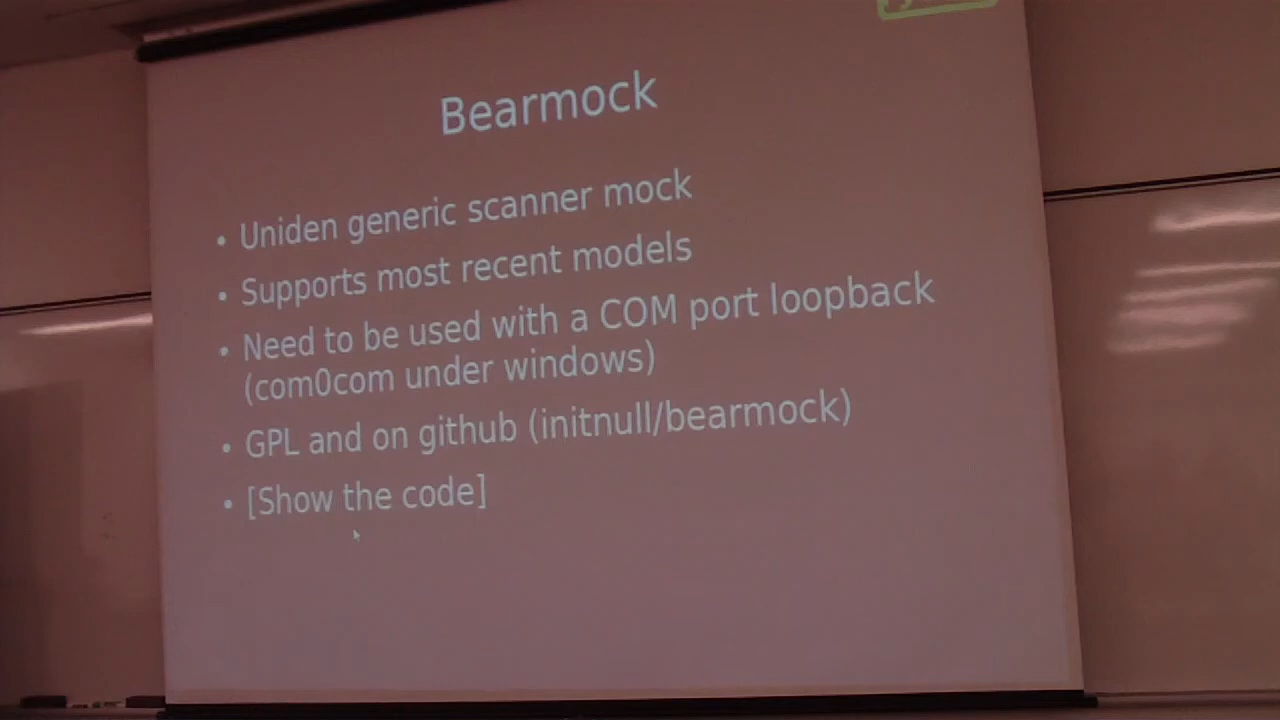 Bearmock
• Uniden generic scanner mock
• Supports most recent models
• Need to be used with a COM port loopback
(com0com under windows)
• GPL and on github (initnull/bearmock)
• [Show the code]